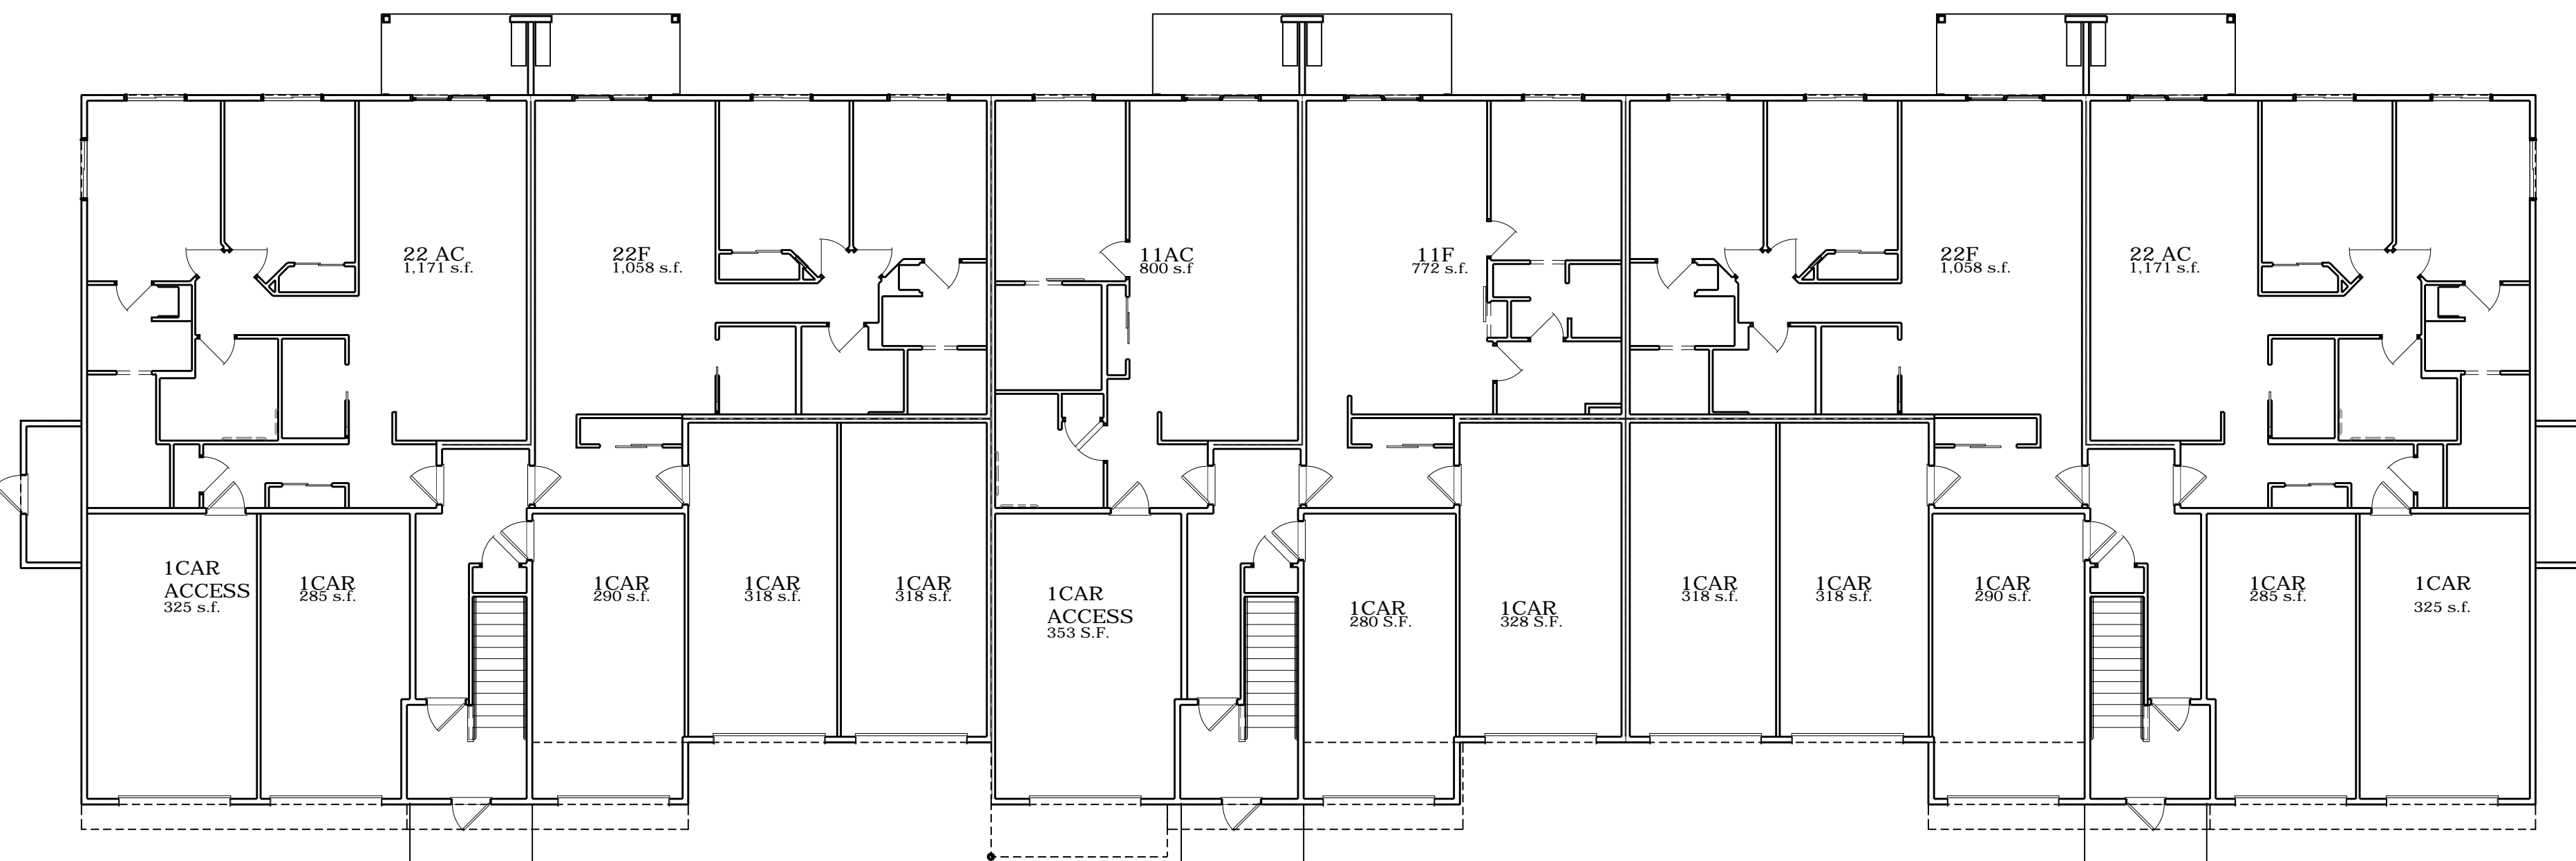 22 AC
1,171 s.f.
22F
1,058 s.f.
11AC
800 s.f
11F
772 s.f.
22F
1,058 s.f.
22 AC
1,171 s.f.
1CAR
ACCESS
325 s.f.
1CAR
285 s.f.
1CAR
290 s.f.
1CAR
318 s.f.
1CAR
318 s.f.
1CAR
ACCESS
353 S.F.
1CAR
280 S.F.
1CAR
328 S.F.
1CAR
318 s.f.
1CAR
318 s.f.
1CAR
290 s.f.
1CAR
285 s.f.
1CAR
325 s.f.